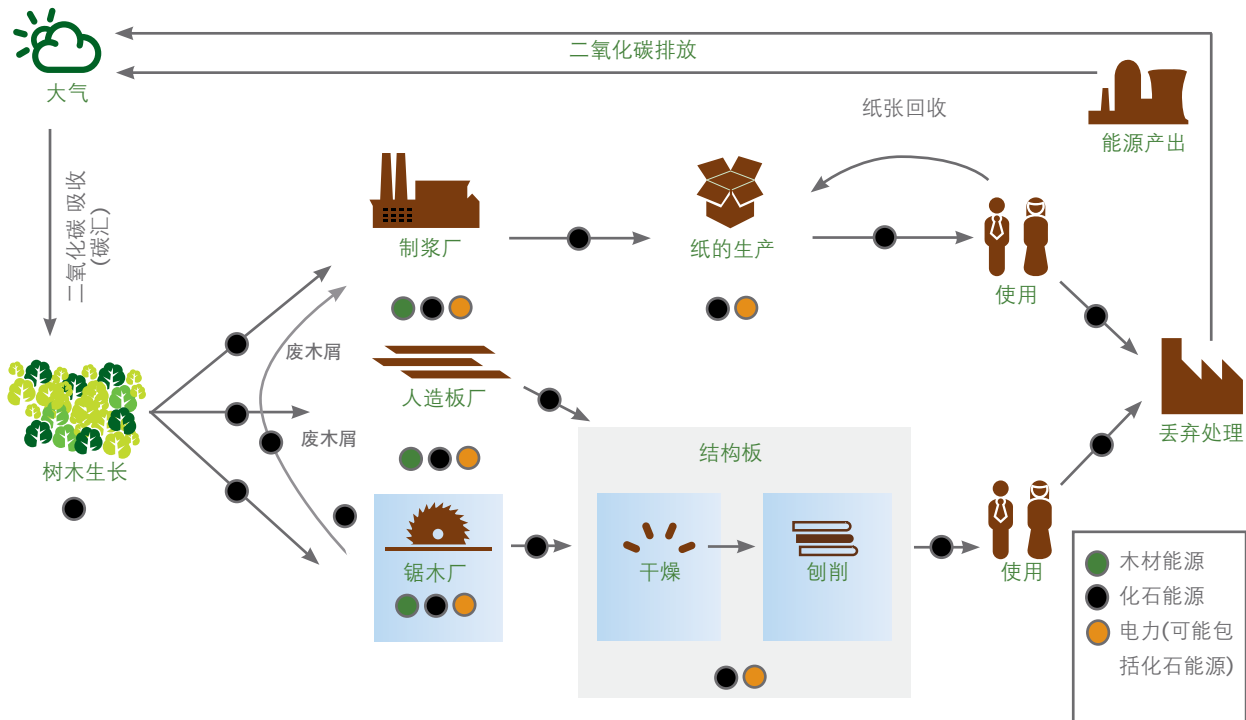 二氧化碳排放
大气
能源产出
纸张回收
二氧化碳 吸收
(碳汇)
制浆厂
纸的生产
使用
废木屑
人造板厂
废木屑
丢弃处理
结构板
树木生长
锯木厂
干燥
刨削
使用
木材能源
化石能源
电力(可能包
括化石能源)